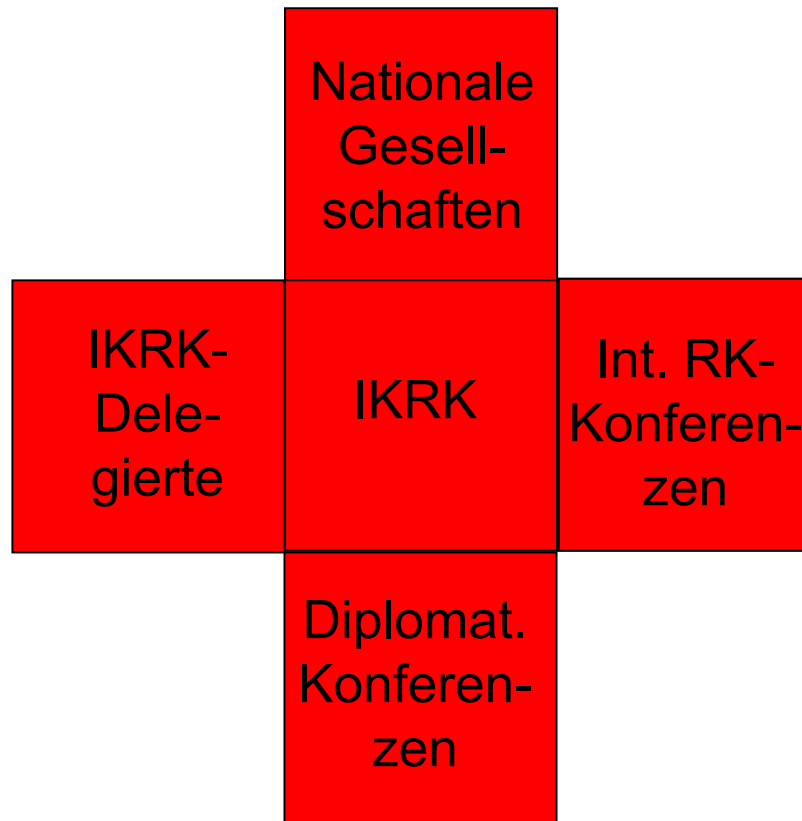 Nationale
Gesell-
schaften
IKRK-
Dele-
gierte
IKRK
Int. RK-
Konferen-
zen
Diplomat.
Konferen-
zen